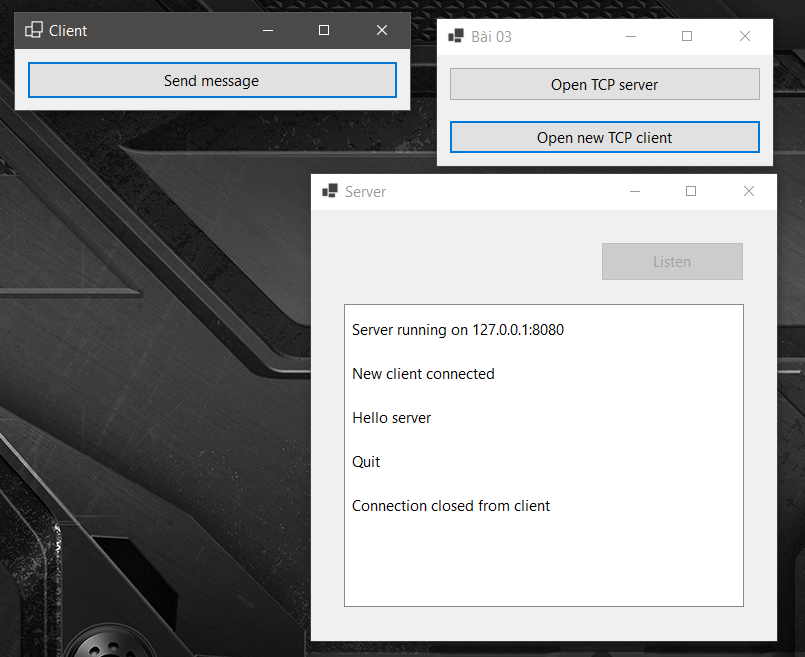 Client
Send message
Bài 03
Open TCP server
Open new TCP client
Server
Listen
Server running on 127.0.0.1:8080
New client connected
Hello server
Quit
Connection closed from client